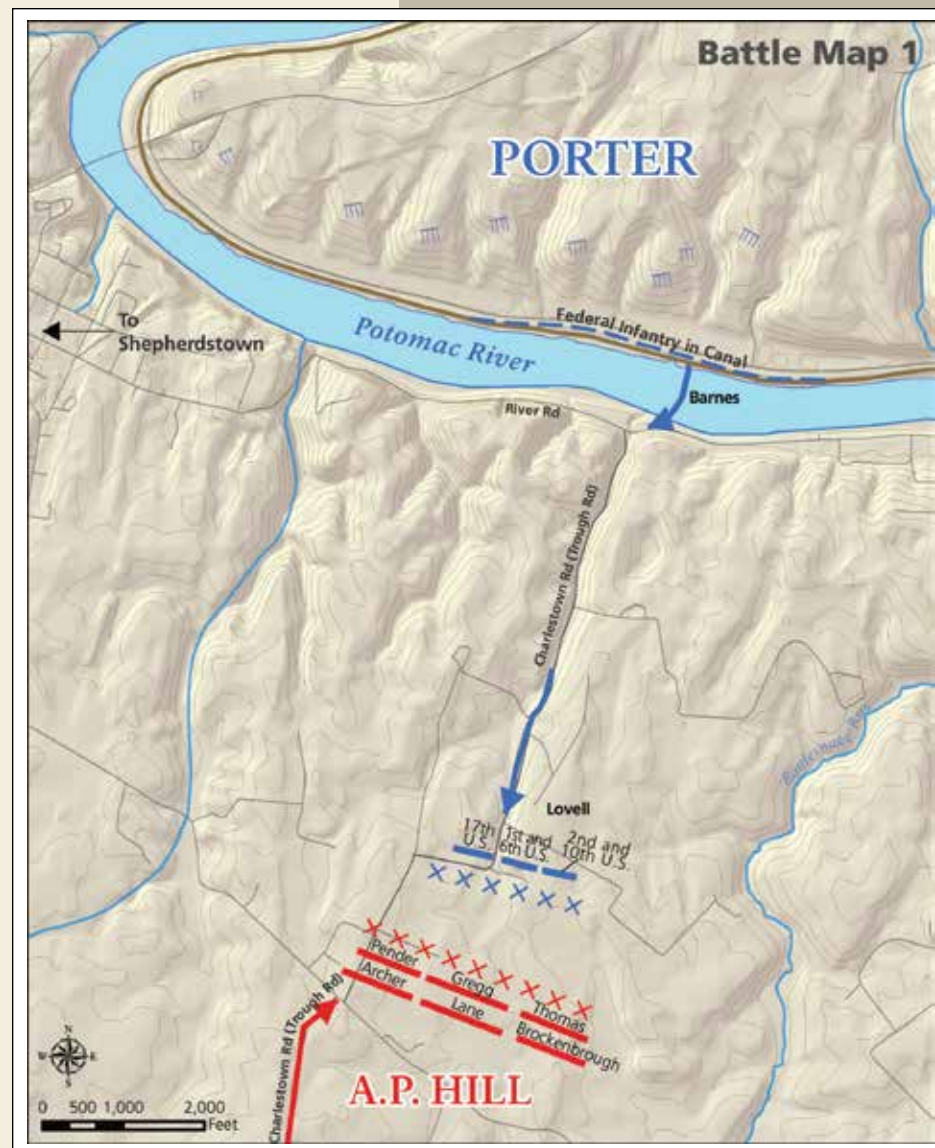 Battle Map 1
PORTER
To
Shepherdstown
Potomac River
Federal Infantry in Canal
Barnes
River Rd
Charlestown Rd (Trough Rd)
Lovell
17th
U.S.
1st and
6th U.S.
2nd and
10th U.S.
Pender
Gregg
Thomas
Archer
Lane
Brockenbrough
Charlestown Rd (Trough Rd)
A.P. HILL
N
W E
S
0 500 1,000 2,000
Feet